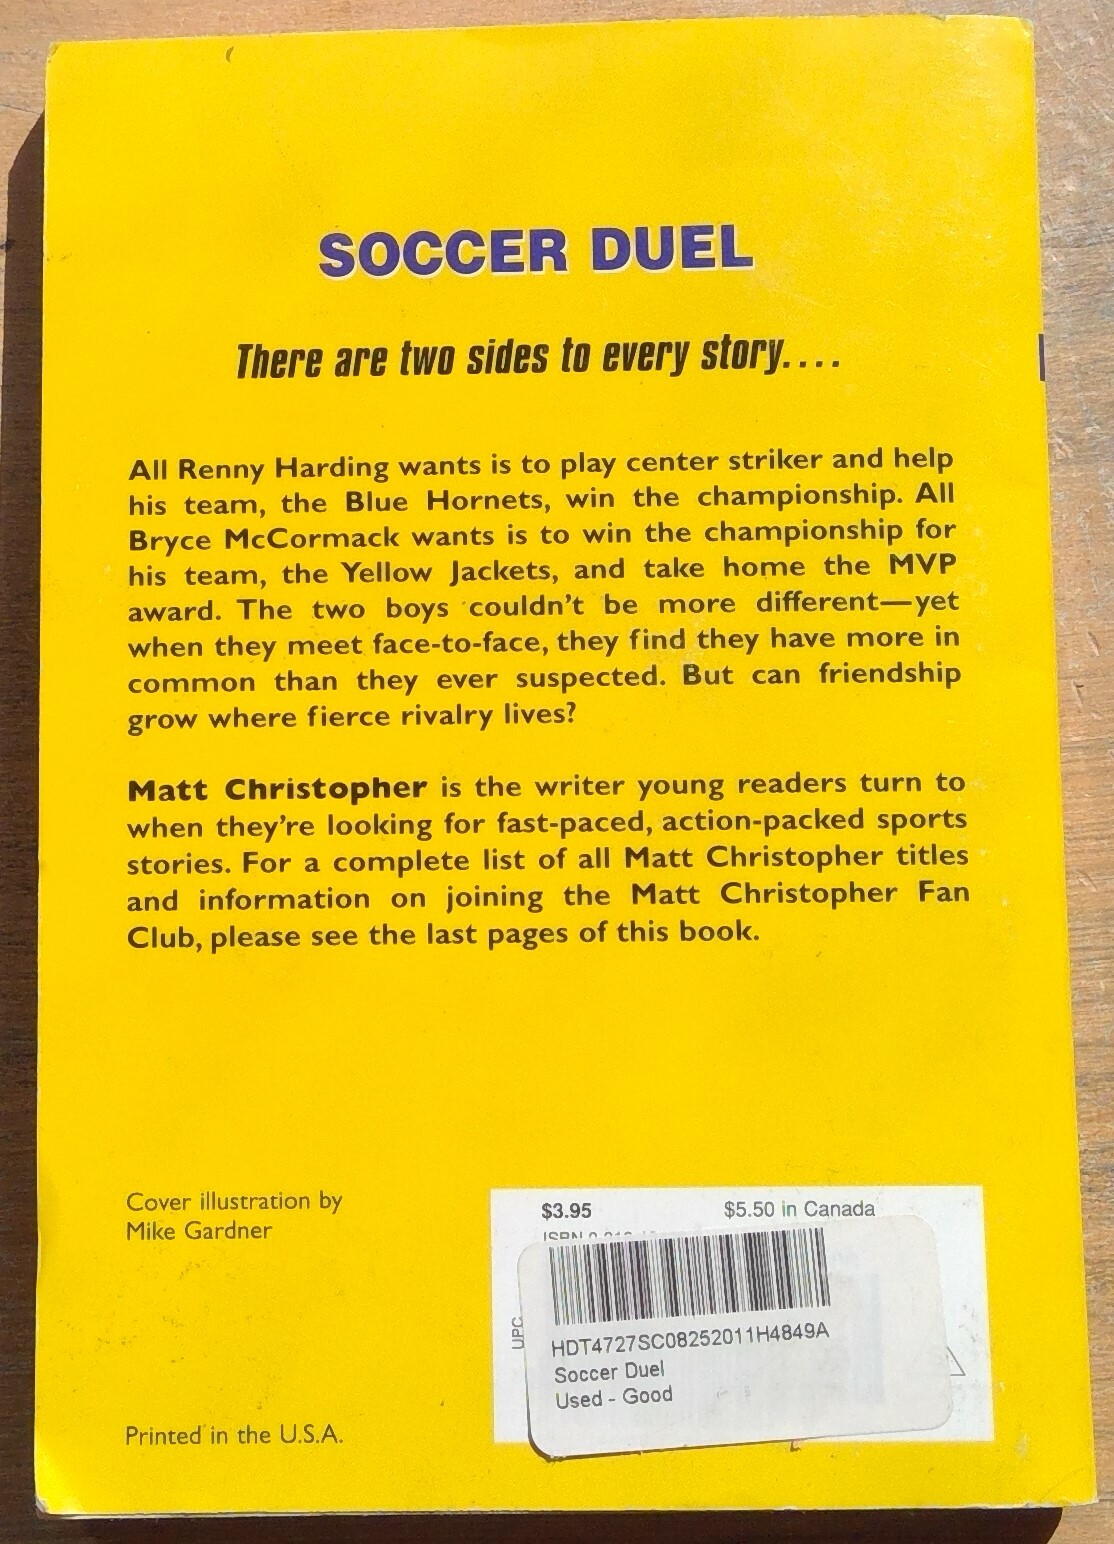 SOCCER DUEL
There are two sides to every story....
All Renny Harding wants is to play center striker and help
his team, the Blue Hornets, win the championship. All
Bryce McCormack wants is to win the championship for
his team, the Yellow Jackets, and take home the MVP
award. The two boys couldn't be more different—yet
when they meet face-to-face, they find they have more in
common than they ever suspected. But can friendship
grow where fierce rivalry lives?
Matt Christopher is the writer young readers turn to
when they're looking for fast-paced, action-packed sports
stories. For a complete list of all Matt Christopher titles
and information on joining the Matt Christopher Fan
Club, please see the last pages of this book.
Cover illustration by
Mike Gardner
$3.95 $5.50 in Canada
ISBN
UPC
HDT4727SC08252011H4849A
Soccer Duel
Used - Good
Printed in the U.S.A.